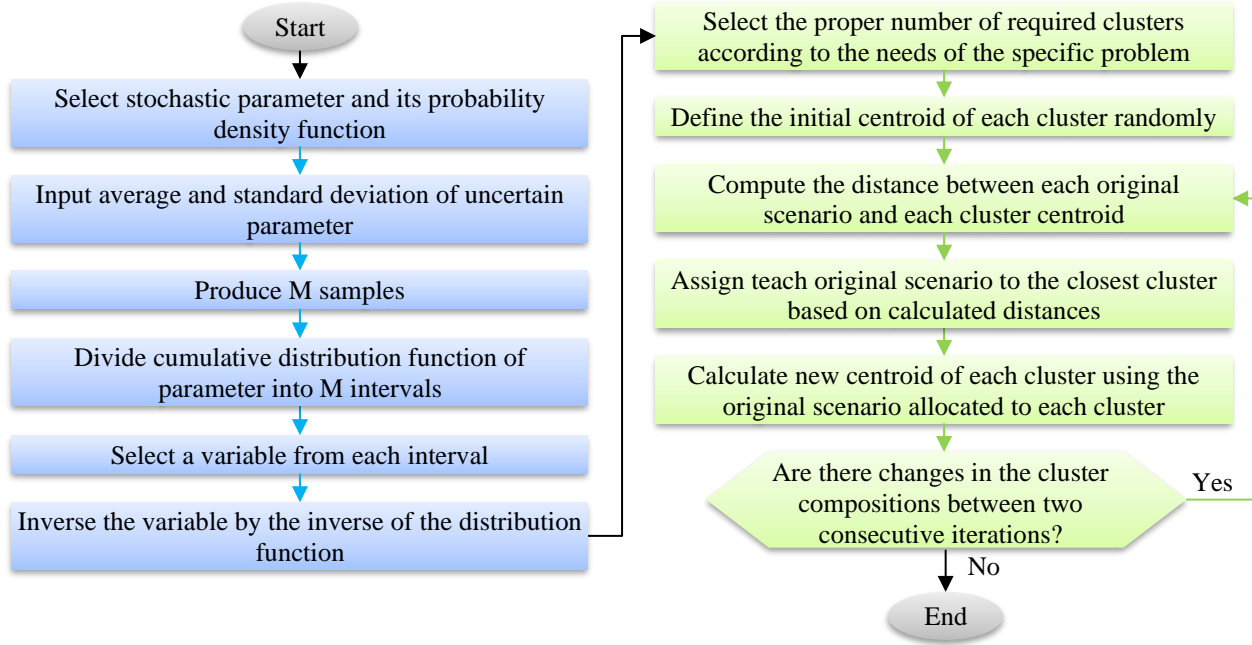 Start
Select stochastic parameter and its probability
density function
Input average and standard deviation of uncertain
parameter
Produce M samples
Divide cumulative distribution function of
parameter into M intervals
Select a variable from each interval
Inverse the variable by the inverse of the distribution
function
Select the proper number of required clusters
according to the needs of the specific problem
Define the initial centroid of each cluster randomly
Compute the distance between each original
scenario and each cluster centroid
Assign teach original scenario to the closest cluster
based on calculated distances
Calculate new centroid of each cluster using the
original scenario allocated to each cluster
Are there changes in the cluster
compositions between two
consecutive iterations?
Yes
No
End